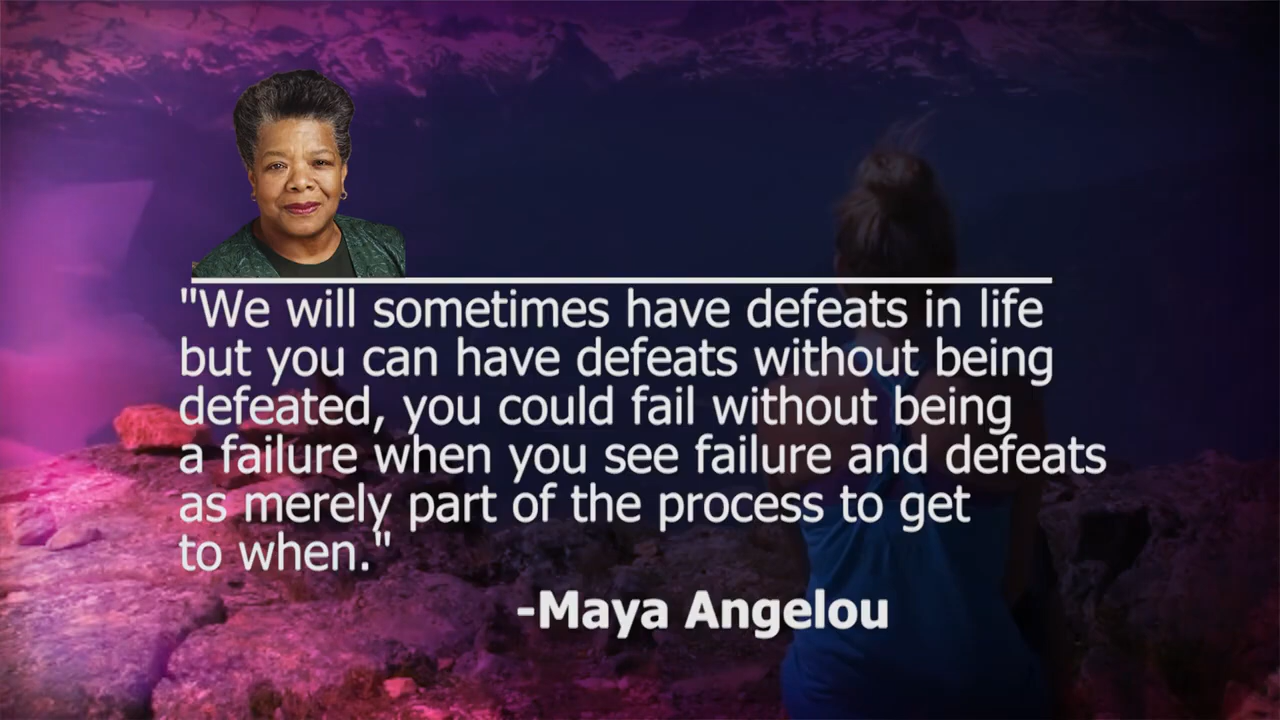 "We will sometimes have defeats in life
but you can have defeats without being
defeated, you could fail without being
a failure when you see failure and defeats
as merely part of the process to get
to when."
-Maya Angelou